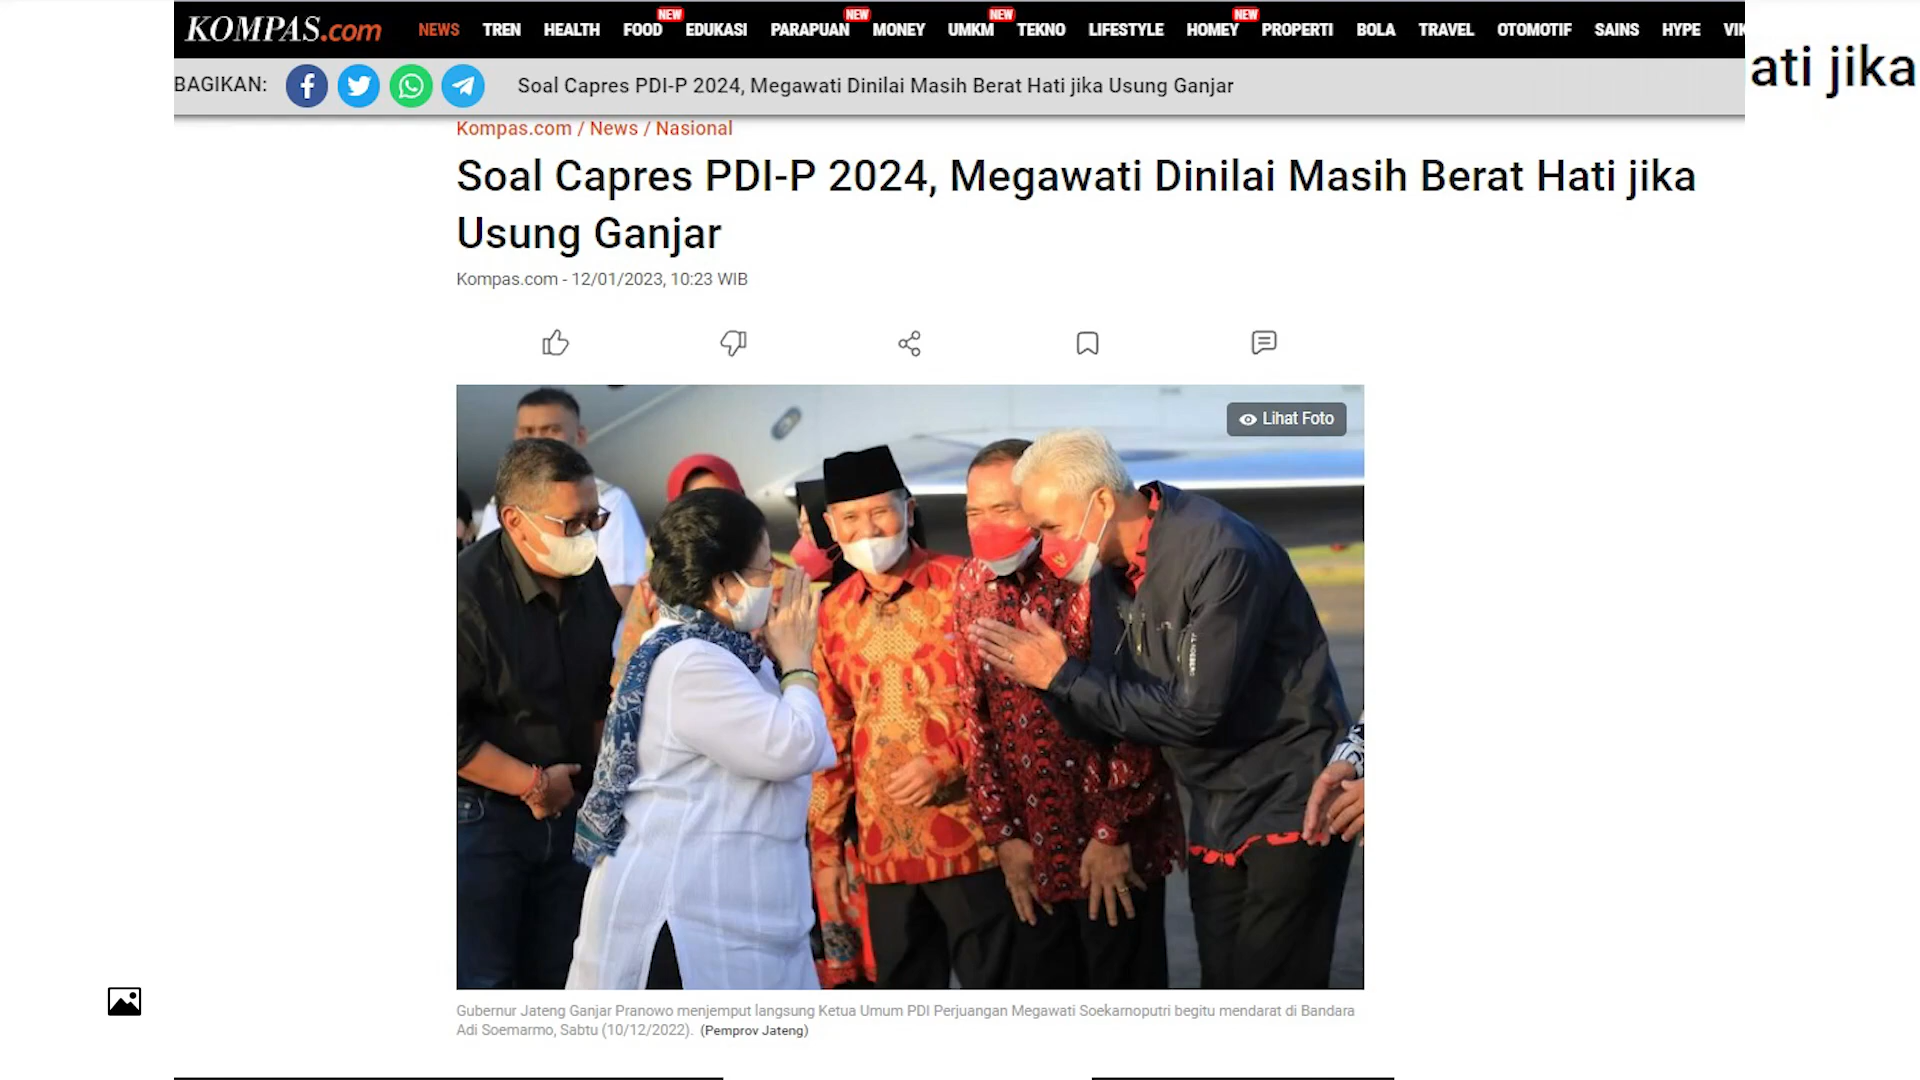 KOMPAS.com NEWS TREN HEALTH FOOD NEW EDUKASI PARAPUAN NEW MONEY UMKM NEW TEKNO LIFESTYLE HOMEY NEW PROPERTI BOLA TRAVEL OTOMOTIF SAINS HYPE VIK
ati jika
BAGIKAN: Soal Capres PDI-P 2024, Megawati Dinilai Masih Berat Hati jika Usung Ganjar
Kompas.com / News / Nasional
Soal Capres PDI-P 2024, Megawati Dinilai Masih Berat Hati jika
Usung Ganjar
Kompas.com - 12/01/2023, 10:23 WIB
Lihat Foto
Gubernur Jateng Ganjar Pranowo menjemput langsung Ketua Umum PDI Perjuangan Megawati Soekarnoputri begitu mendarat di Bandara
Adi Soemarmo, Sabtu (10/12/2022). (Pemprov Jateng)